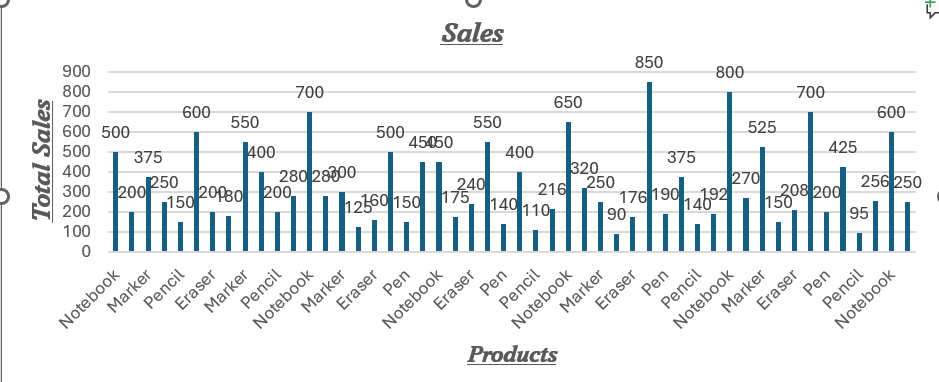 Sales
Total Sales
900
800
700
600
500
400
300
200
100
0
500
200
375
250
150
600
200
180
550
400
200
280
700
280
300
125
160
500
150
450
450
175
240
550
140
400
110
216
650
320
250
90
176
850
190
375
140
192
800
270
525
150
208
700
200
425
95
256
600
250
Notebook
Marker
Pencil
Eraser
Marker
Pencil
Notebook
Marker
Eraser
Pen
Notebook
Eraser
Pen
Pencil
Notebook
Marker
Eraser
Pen
Pencil
Notebook
Marker
Eraser
Pen
Pencil
Notebook
Products